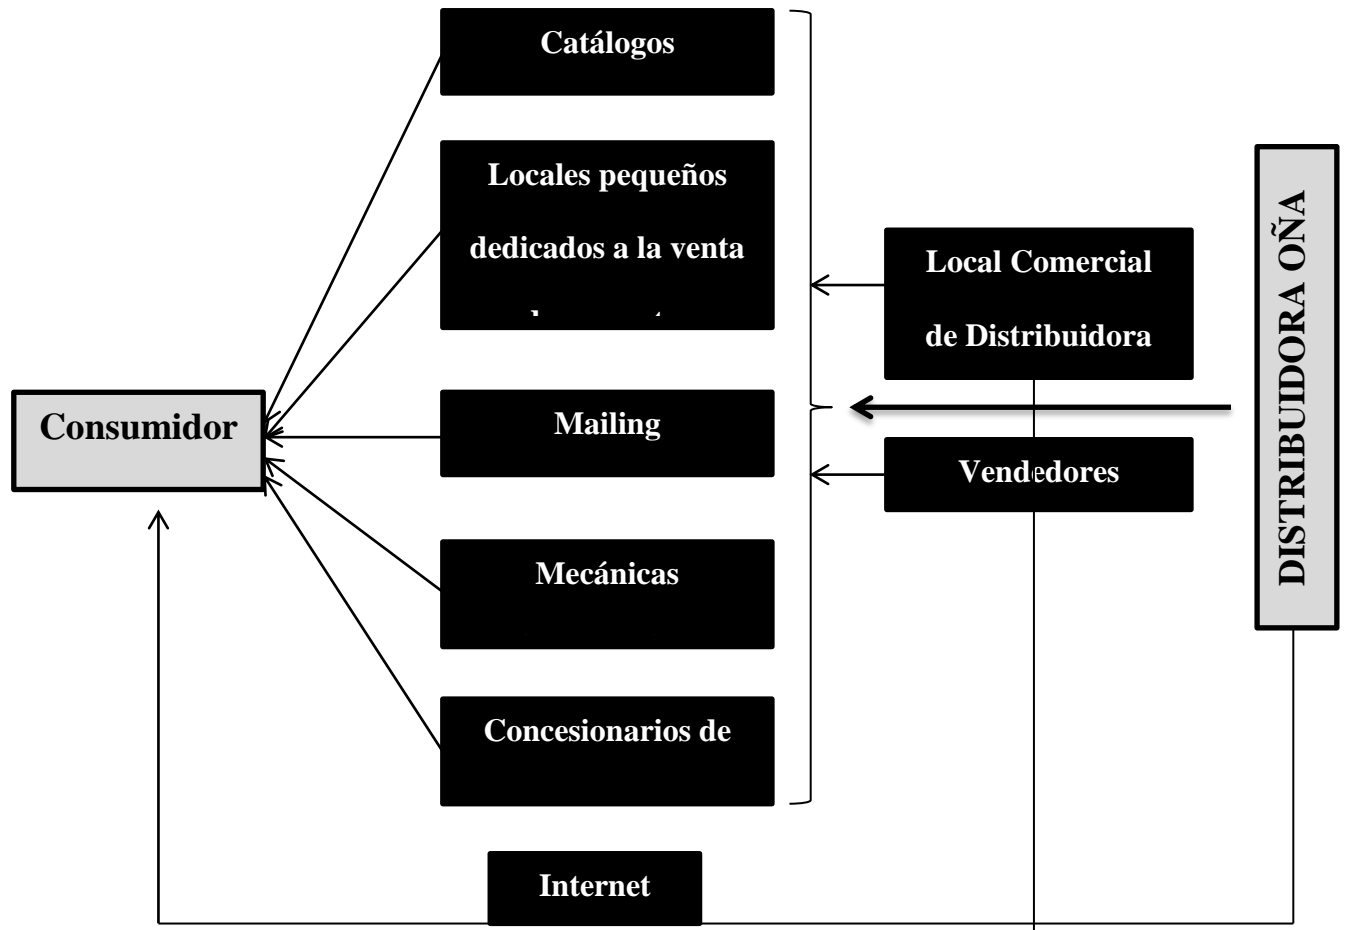 Catálogos
Locales pequeños
dedicados a la venta
Mailing
Mecánicas
Concesionarios de
Internet
Consumidor
Local Comercial
de Distribuidora
Vendedores
DISTRIBUIDORA OÑA